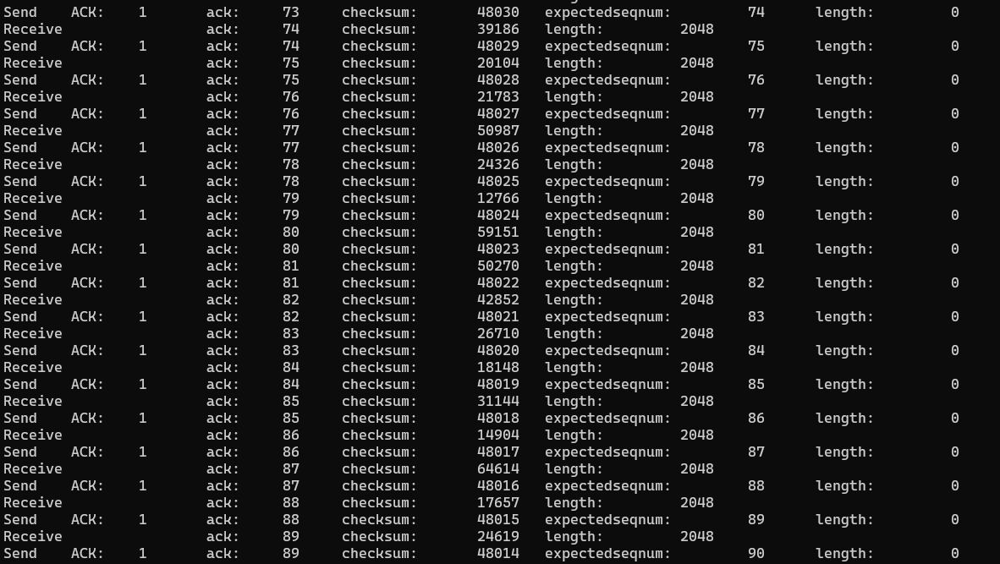 Send ACK: 1 ack: 73 checksum: 48030 expectedseqnum: 74 length: 0
Receive ack: 74 checksum: 39186 length: 2048
Send ACK: 1 ack: 74 checksum: 48029 expectedseqnum: 75 length: 0
Receive ack: 75 checksum: 20104 length: 2048
Send ACK: 1 ack: 75 checksum: 48028 expectedseqnum: 76 length: 0
Receive ack: 76 checksum: 21783 length: 2048
Send ACK: 1 ack: 76 checksum: 48027 expectedseqnum: 77 length: 0
Receive ack: 77 checksum: 50987 length: 2048
Send ACK: 1 ack: 77 checksum: 48026 expectedseqnum: 78 length: 0
Receive ack: 78 checksum: 24326 length: 2048
Send ACK: 1 ack: 78 checksum: 48025 expectedseqnum: 79 length: 0
Receive ack: 79 checksum: 12766 length: 2048
Send ACK: 1 ack: 79 checksum: 48024 expectedseqnum: 80 length: 0
Receive ack: 80 checksum: 59151 length: 2048
Send ACK: 1 ack: 80 checksum: 48023 expectedseqnum: 81 length: 0
Receive ack: 81 checksum: 50270 length: 2048
Send ACK: 1 ack: 81 checksum: 48022 expectedseqnum: 82 length: 0
Receive ack: 82 checksum: 42852 length: 2048
Send ACK: 1 ack: 82 checksum: 48021 expectedseqnum: 83 length: 0
Receive ack: 83 checksum: 26710 length: 2048
Send ACK: 1 ack: 83 checksum: 48020 expectedseqnum: 84 length: 0
Receive ack: 84 checksum: 18148 length: 2048
Send ACK: 1 ack: 84 checksum: 48019 expectedseqnum: 85 length: 0
Receive ack: 85 checksum: 31144 length: 2048
Send ACK: 1 ack: 85 checksum: 48018 expectedseqnum: 86 length: 0
Receive ack: 86 checksum: 14904 length: 2048
Send ACK: 1 ack: 86 checksum: 48017 expectedseqnum: 87 length: 0
Receive ack: 87 checksum: 64614 length: 2048
Send ACK: 1 ack: 87 checksum: 48016 expectedseqnum: 88 length: 0
Receive ack: 88 checksum: 17657 length: 2048
Send ACK: 1 ack: 88 checksum: 48015 expectedseqnum: 89 length: 0
Receive ack: 89 checksum: 24619 length: 2048
Send ACK: 1 ack: 89 checksum: 48014 expectedseqnum: 90 length: 0